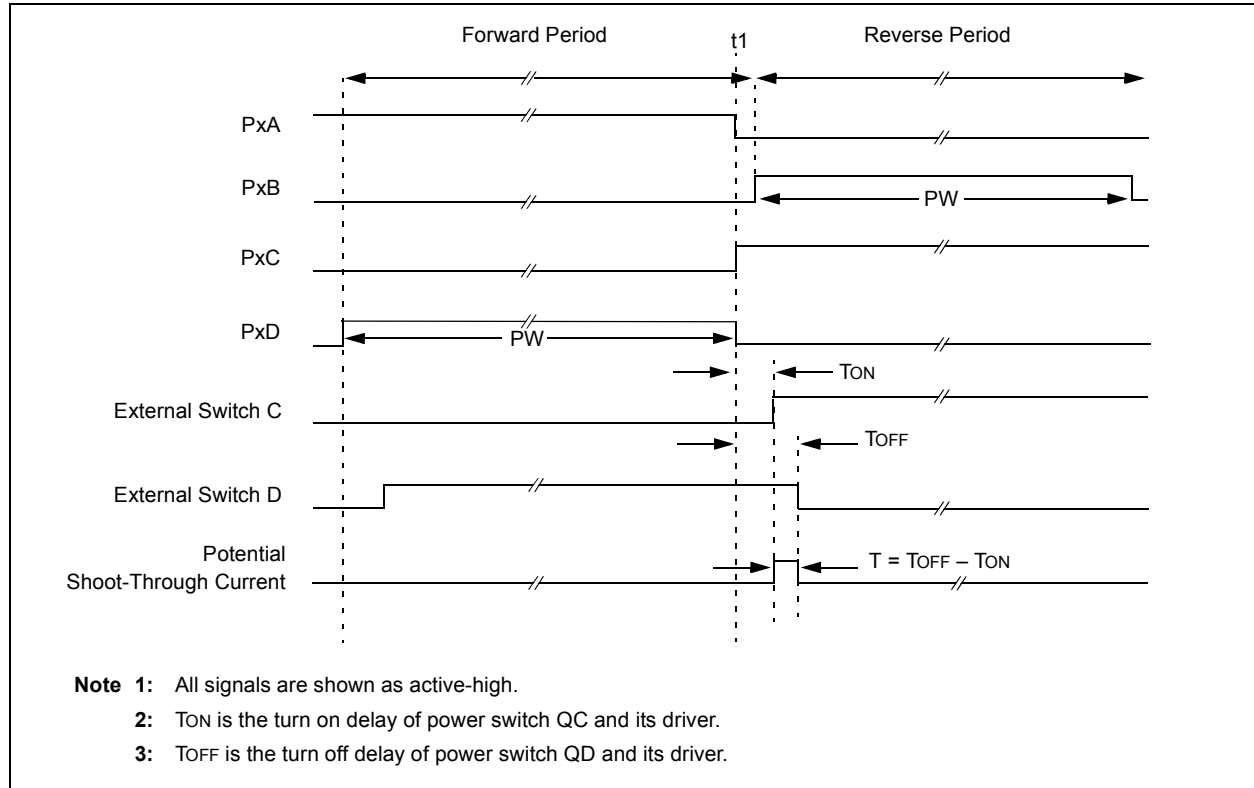 Forward Period
t1
Reverse Period
PxA
PxB
PW
PxC
PxD
PW
TON
External Switch C
TOFF
External Switch D
Potential
Shoot-Through Current
T = TOFF – TON
Note 1: All signals are shown as active-high.
2: TON is the turn on delay of power switch QC and its driver.
3: TOFF is the turn off delay of power switch QD and its driver.